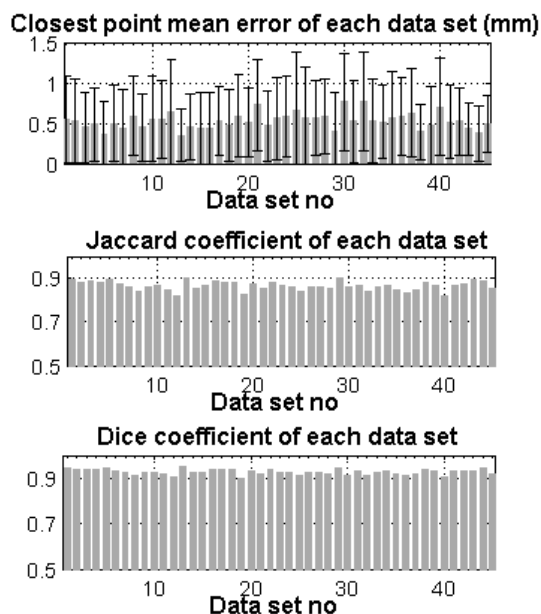 Closest point mean error of each data set (mm)
1.5
1
0.5
0
10 20 30 40
Data set no
Jaccard coefficient of each data set
0.9
0.7
0.5
10 20 30 40
Data set no
Dice coefficient of each data set
0.9
0.7
0.5
10 20 30 40
Data set no